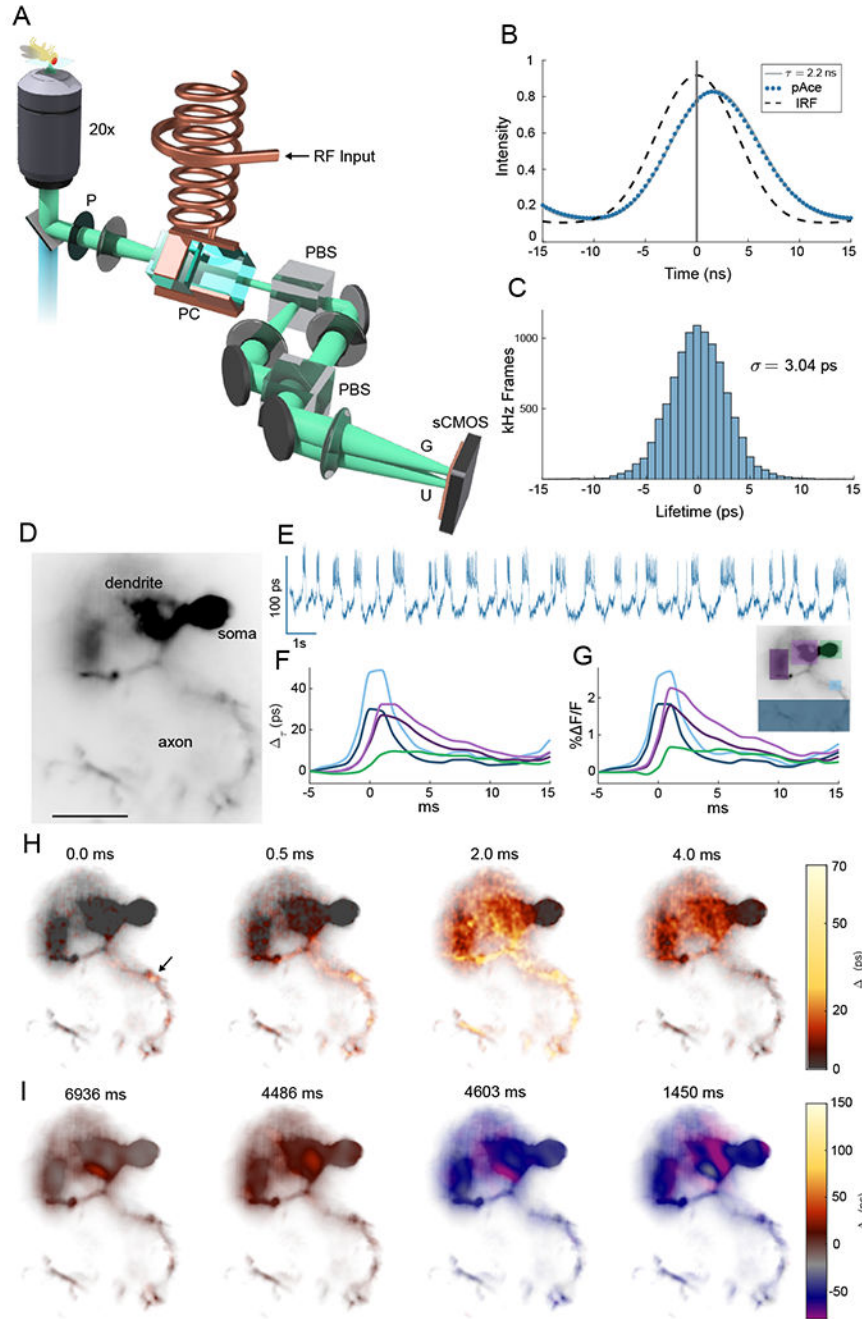 A
20x
P
RF Input
PC
PBS
PBS
sCMOS
G
U
B
Intensity
1
0.8
0.6
0.4
0.2
0
-15 -10 -5 0 5 10 15
Time (ns)
τ = 2.2 ns
pAce
IRF
C
kHz Frames
1000
500
σ = 3.04 ps
-15 -10 -5 0 5 10 15
Lifetime (ps)
D
dendrite
soma
axon
E
100 ps
1s
F
Δτ (ps)
40
20
0
-5 0 5 10 15
ms
G
%ΔF/F
2
1
0
-5 0 5 10 15
ms
H
0.0 ms 0.5 ms 2.0 ms 4.0 ms
70
50
20
0
Δ (ps)
I
6936 ms 4486 ms 4603 ms 1450 ms
150
100
50
0
-50